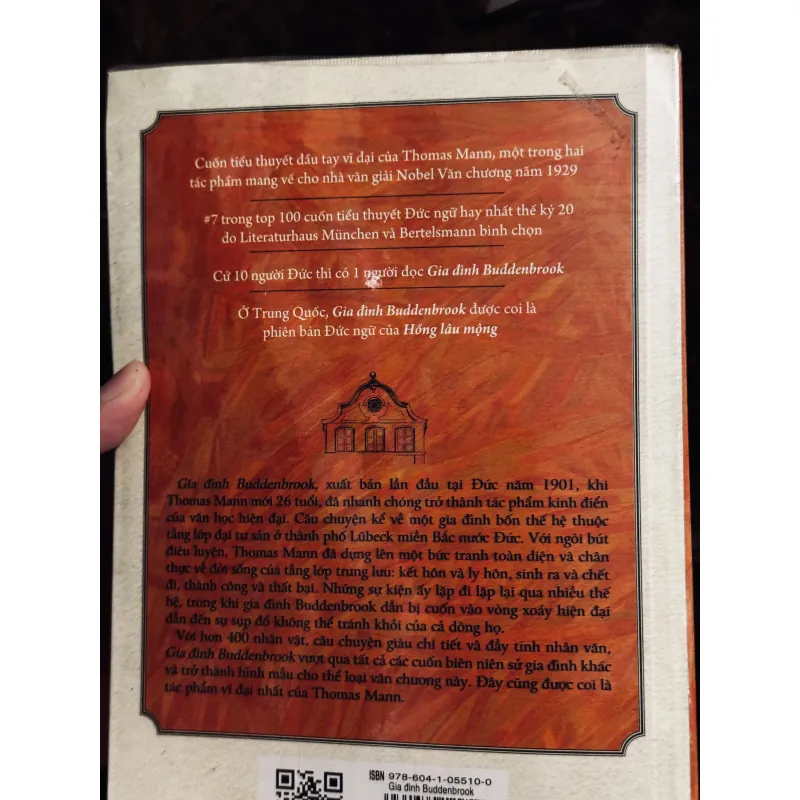 Cuốn tiểu thuyết đầu tay vĩ đại của Thomas Mann, một trong hai
tác phẩm mang về cho nhà văn giải Nobel Văn chương năm 1929
#7 trong top 100 cuốn tiểu thuyết Đức ngữ hay nhất thế kỷ 20
do Literaturhaus München và Bertelsmann bình chọn
Cứ 10 người Đức thì có 1 người đọc Gia đình Buddenbrook
Ở Trung Quốc, Gia đình Buddenbrook được coi là
phiên bản Đức ngữ của Hồng lâu mộng
Gia đình Buddenbrook, xuất bản lần đầu tại Đức năm 1901, khi
Thomas Mann mới 26 tuổi, đã nhanh chóng trở thành tác phẩm kinh điển
của văn học hiện đại. Câu chuyện kể về một gia đình bốn thế hệ thuộc
tầng lớp đại tư sản ở thành phố Lübeck miền Bắc nước Đức. Với ngòi bút
điêu luyện, Thomas Mann đã dựng lên một bức tranh toàn diện và chân
thực về đời sống của tầng lớp trung lưu: kết hôn và ly hôn, sinh ra và chết
đi, thành công và thất bại. Những sự kiện ấy lặp đi lặp lại qua nhiều thế
hệ, trong khi gia đình Buddenbrook dần bị cuốn vào vòng xoáy hiện đại
dẫn đến sự sụp đổ không thể tránh khỏi của cả dòng họ.
Với hơn 400 nhân vật, câu chuyện giàu chi tiết và đầy tính nhân văn,
Gia đình Buddenbrook vượt qua tất cả các cuốn biên niên sử gia đình khác
và trở thành hình mẫu cho thể loại văn chương này. Đây cũng được coi là
tác phẩm vĩ đại nhất của Thomas Mann.
ISBN 978-604-1-05510-0
Gia đình Buddenbrook